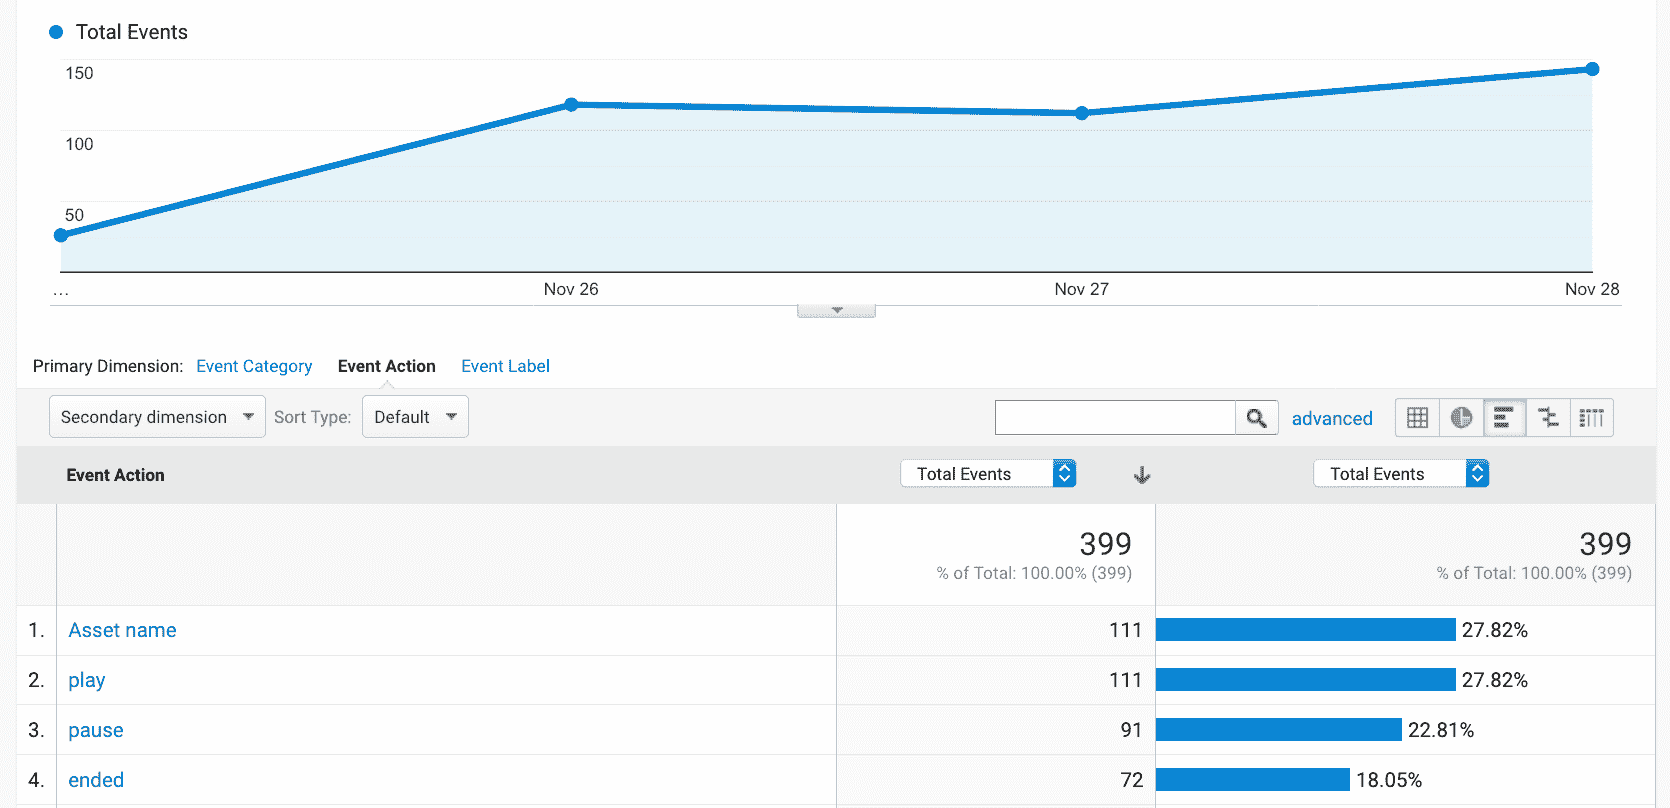 Total Events
150
100
50
...
Nov 26
Nov 27
Nov 28
Primary Dimension: Event Category Event Action Event Label
Secondary dimension Sort Type: Default advanced
Event Action Total Events Total Events
399 399
% of Total: 100.00% (399) % of Total: 100.00% (399)
1. Asset name 111 27.82%
2. play 111 27.82%
3. pause 91 22.81%
4. ended 72 18.05%